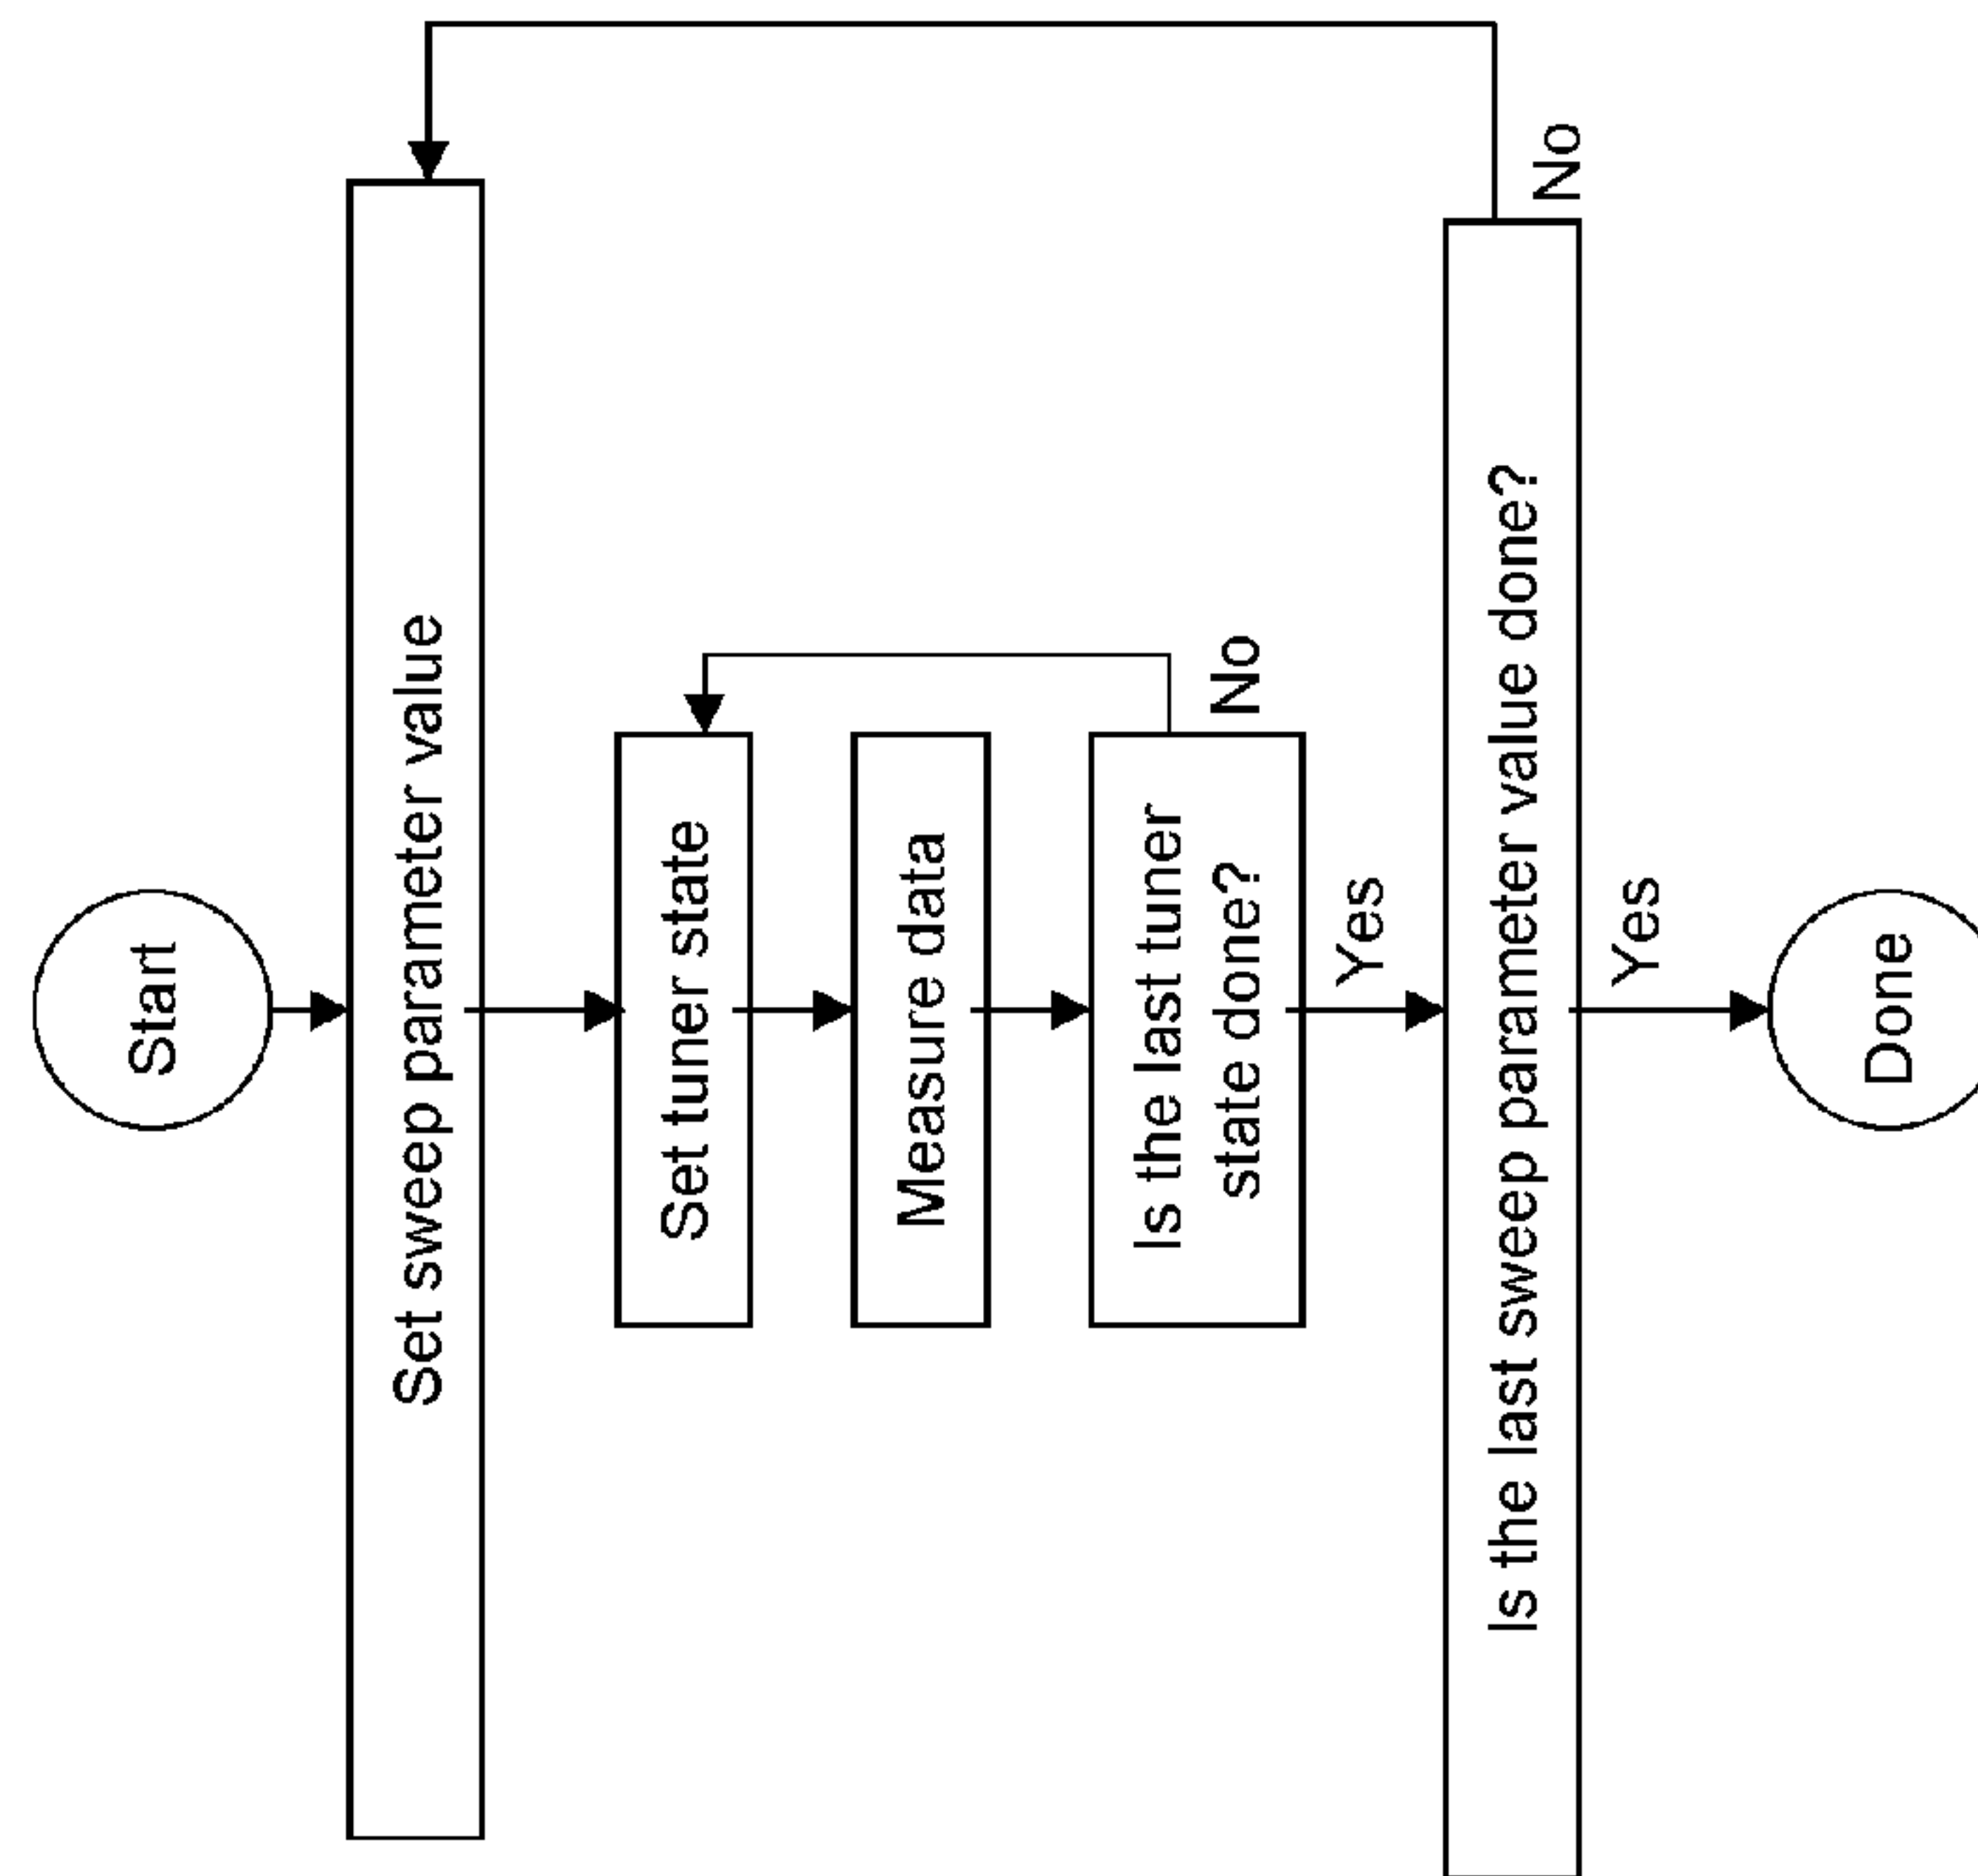 Start
Set sweep parameter value
Set tuner state
Measure data
Is the last tuner
state done?
No
Yes
Is the last sweep parameter value done?
No
Yes
Done